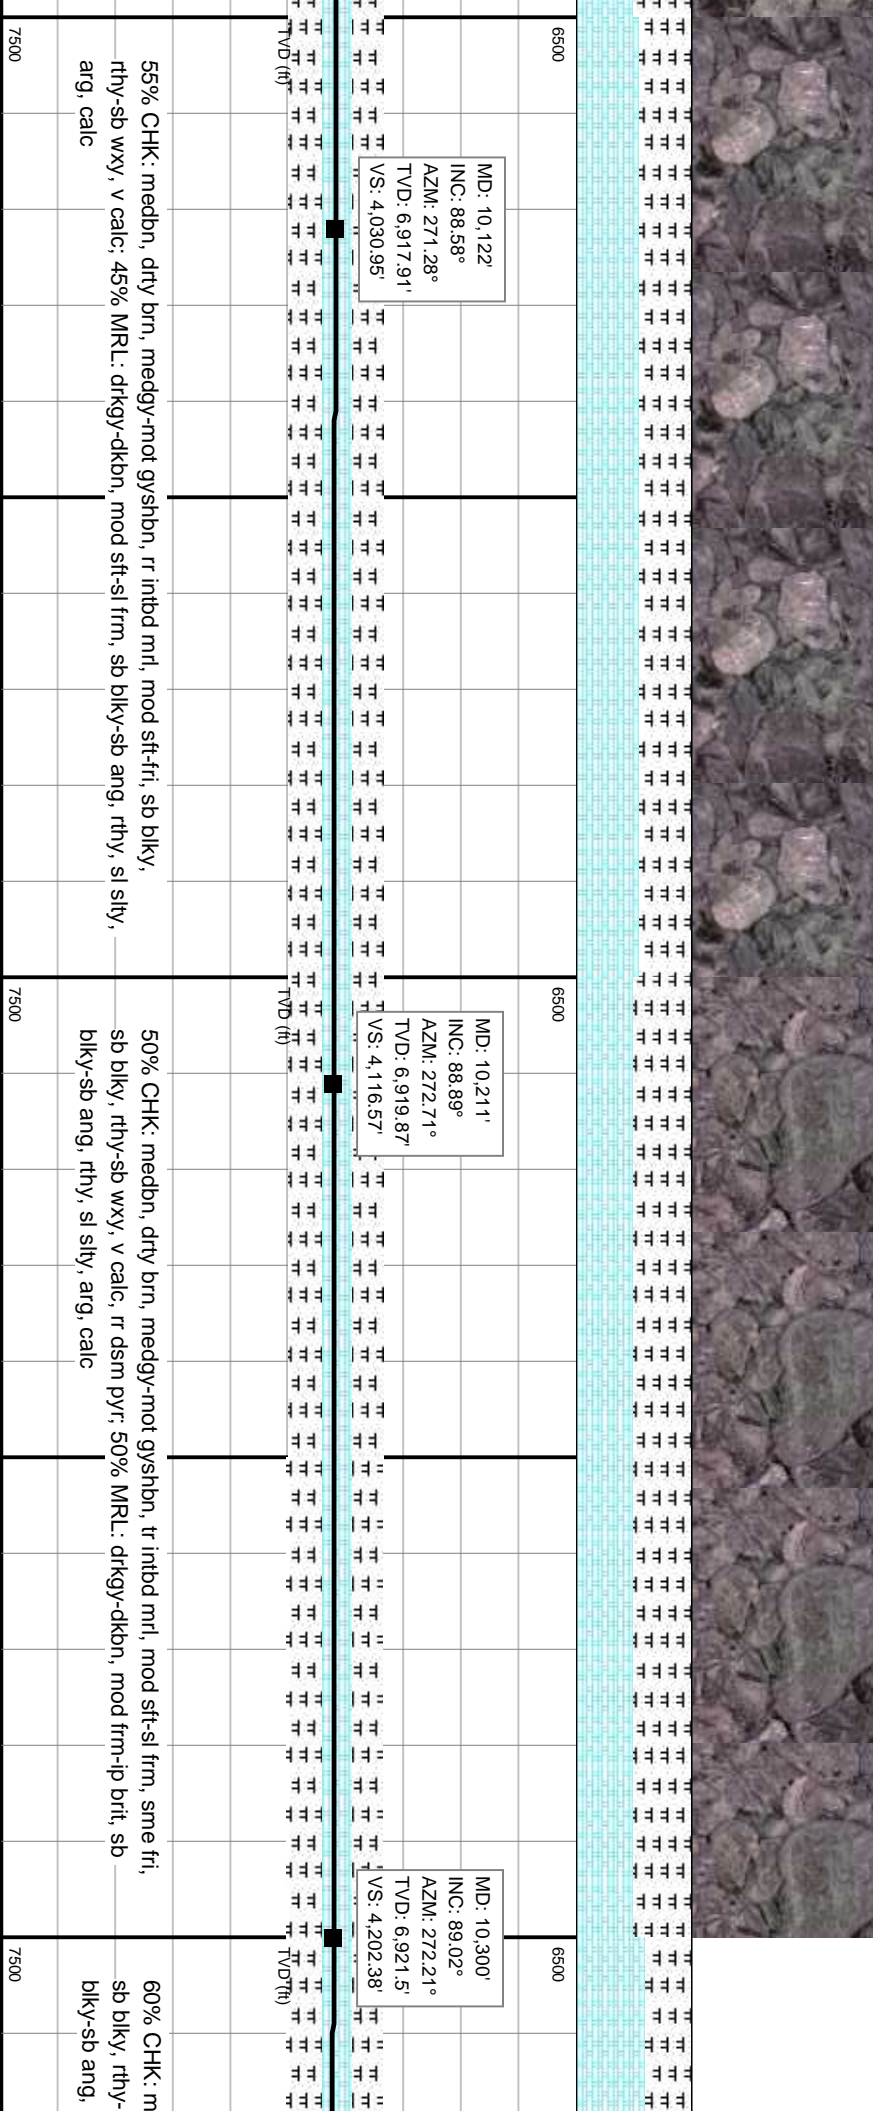 6500
TVD (ft)
7500
MD: 10,122'
INC: 88.58°
AZM: 271.28°
TVD: 6,917.91'
VS: 4,030.95'
55% CHK: medbn, drty brn, medgy-mot gyshbn, rr intbd mrl, mod sft-fri, sb blky,
rthy-sb wxy, v calc; 45% MRL: drkgy-dkbn, mod sft-sl frm, sb blky-sb ang, rthy, sl slty,
arg, calc
6500
TVD (ft)
7500
MD: 10,211'
INC: 88.89°
AZM: 272.71°
TVD: 6,919.87'
VS: 4,116.57'
50% CHK: medbn, drty brn, medgy-mot gyshbn, tr intbd mrl, mod sft-sl frm, sme fri,
sb blky, rthy-sb wxy, v calc, rr dsm pyr; 50% MRL: drkgy-dkbn, mod frm-ip brit, sb
blky-sb ang, rthy, sl slty, arg, calc
MD: 10,300'
INC: 89.02°
AZM: 272.21°
TVD: 6,921.5'
VS: 4,202.38'
6500
TVD (ft)
7500
60% CHK: m
sb blky, rthy-
blky-sb ang,